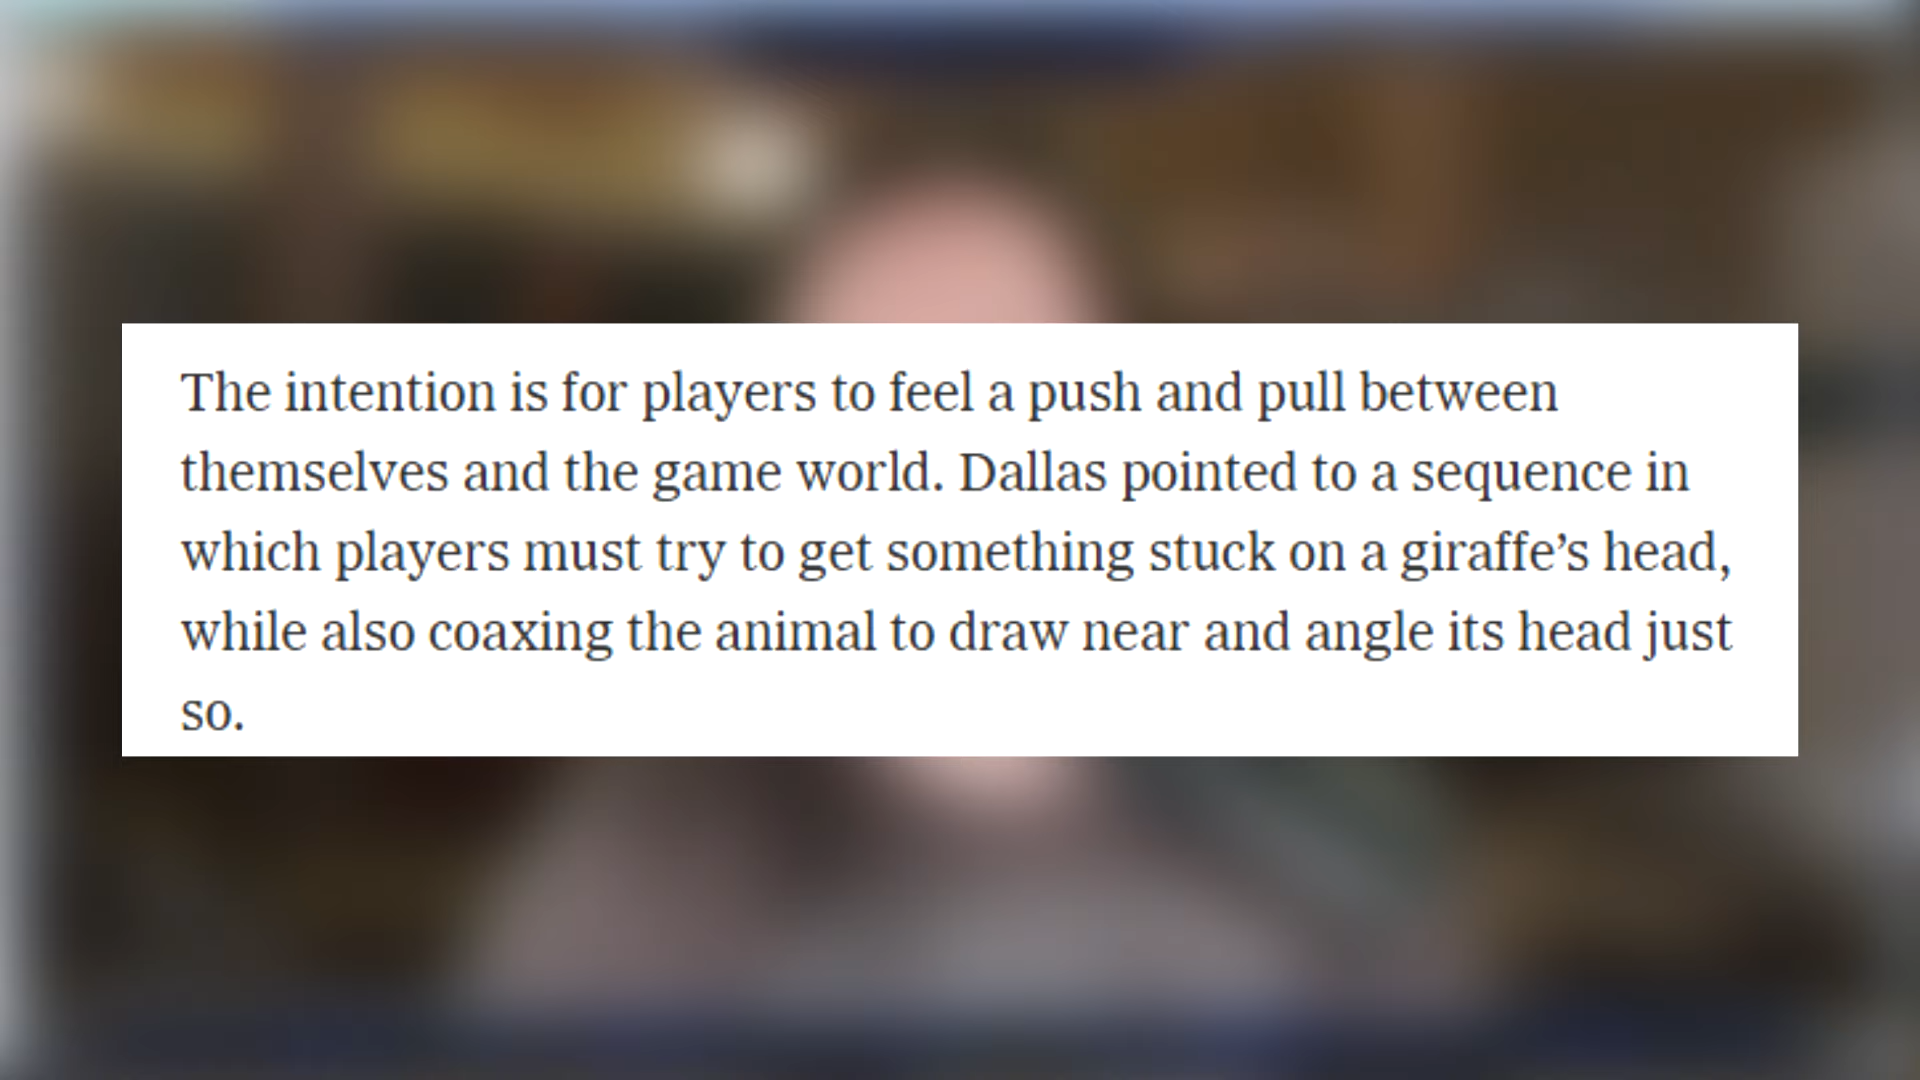 The intention is for players to feel a push and pull between
themselves and the game world. Dallas pointed to a sequence in
which players must try to get something stuck on a giraffe’s head,
while also coaxing the animal to draw near and angle its head just
so.